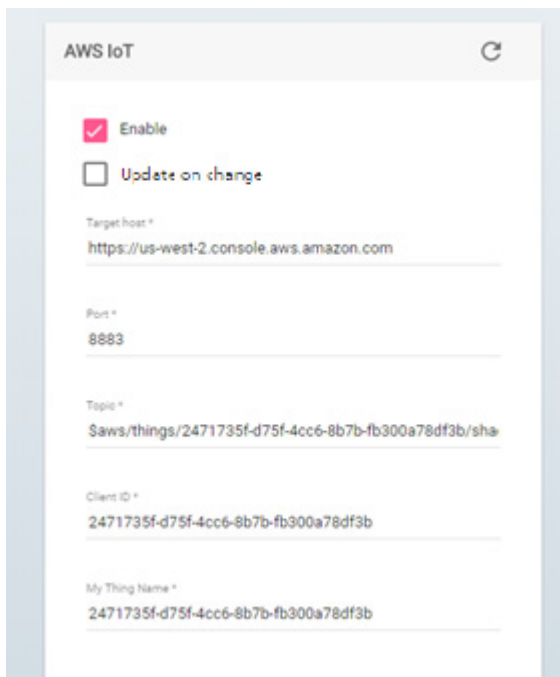 AWS IoT
Enable
Update on change
Target host *
https://us-west-2.console.aws.amazon.com
Port *
8883
Topic *
$aws/things/2471735f-d75f-4cc6-8b7b-fb300a78df3b/sha
Client ID *
2471735f-d75f-4cc6-8b7b-fb300a78df3b
My Thing Name *
2471735f-d75f-4cc6-8b7b-fb300a78df3b